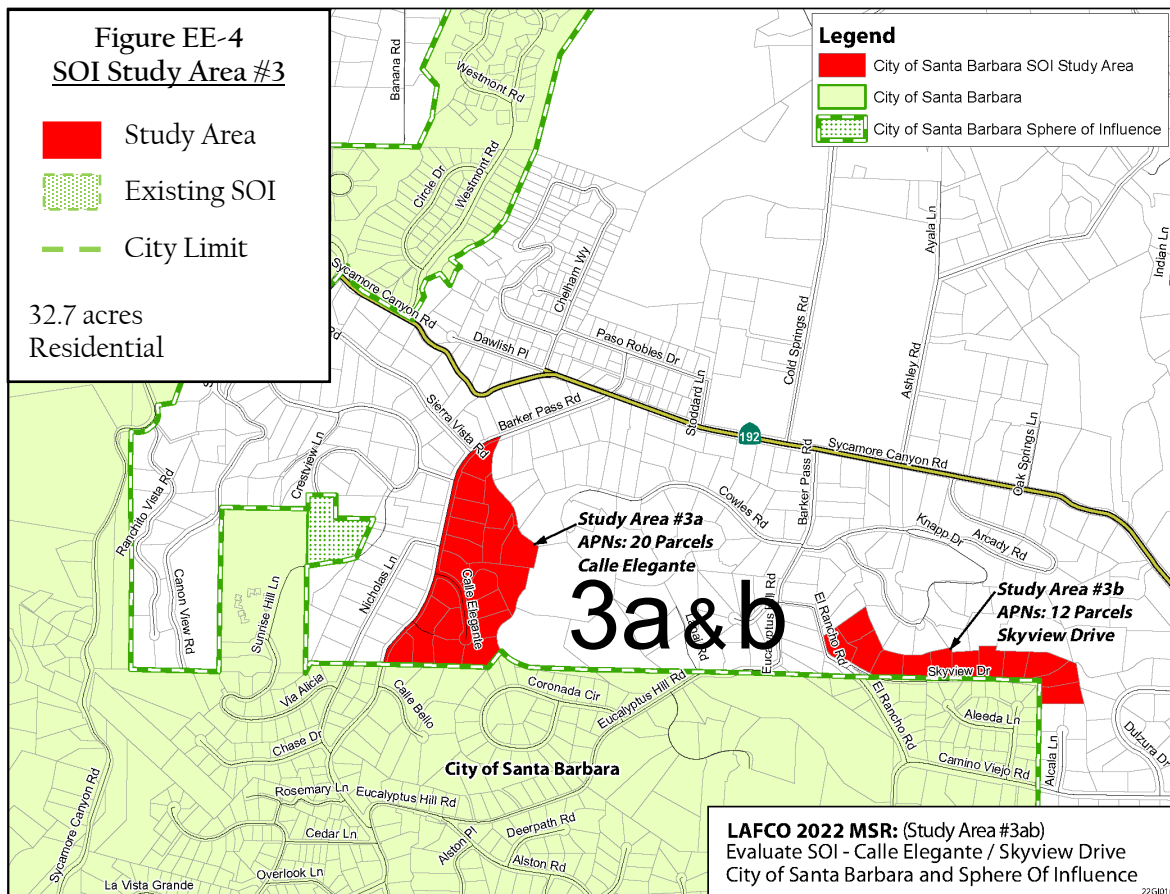 Figure EE-4
SOI Study Area #3
Study Area
Existing SOI
City Limit
32.7 acres
Residential
Legend
City of Santa Barbara SOI Study Area
City of Santa Barbara
City of Santa Barbara Sphere of Influence
Banana Rd
Westmont Rd
Circle Dr
Westmont Rd
Ayala Ln
Indian Ln
Sycamore Canyon Rd
Chelham Wy
Cold Springs Rd
Paso Robles Dr
Dawlish Pl
Ashley Rd
Rd
Stoddard Ln
Sierra Vista Rd
Barker Pass Rd
192
Sycamore Canyon Rd
Oak Springs Ln
Crestview Ln
Ranchito Vista Rd
Barker Pass Rd
Cowles Rd
Knapp Dr
Arcady Rd
Study Area #3a
APNs: 20 Parcels
Calle Elegante
Nicholas Ln
Calle Elegante
3a&b
Study Area #3b
APNs: 12 Parcels
Skyview Drive
Canon View Rd
Sunrise Hill Ln
Rd
Eucalyptus Hill Rd
El Rancho Rd
Skyview Dr
Via Alicia
Calle Bello
Coronada Cir
Eucalyptus Hill Rd
El Rancho Rd
Aleeda Ln
Chase Dr
Dulzura Dr
City of Santa Barbara
Camino Viejo Rd
Alcala Ln
Sycamore Canyon Rd
Rosemary Ln
Eucalyptus Hill Rd
Cedar Ln
Alston Pl
Deerpath Rd
Overlook Ln
Alston Rd
La Vista Grande
LAFCO 2022 MSR: (Study Area #3ab)
Evaluate SOI - Calle Elegante / Skyview Drive
City of Santa Barbara and Sphere Of Influence
22GI01